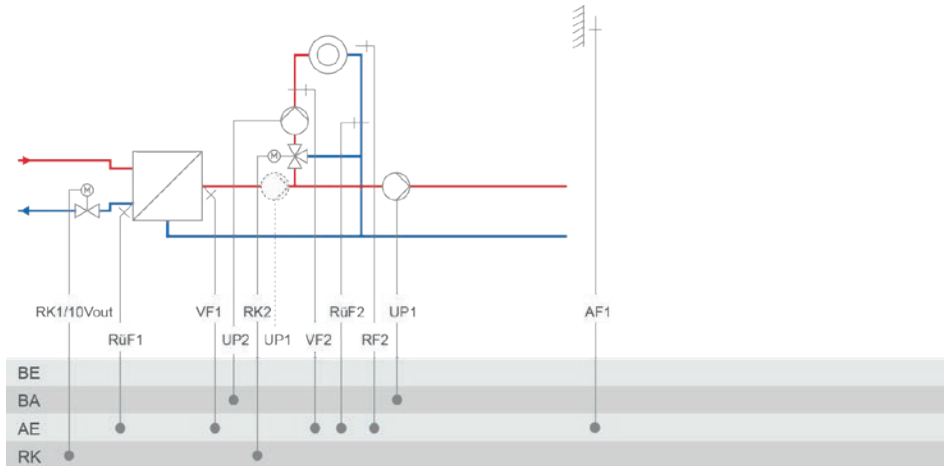 M
M
RK1/10Vout VF1 RK2 RüF2 UP1 AF1
RüF1 UP2 UP1 VF2 RF2
BE
BA
AE
RK